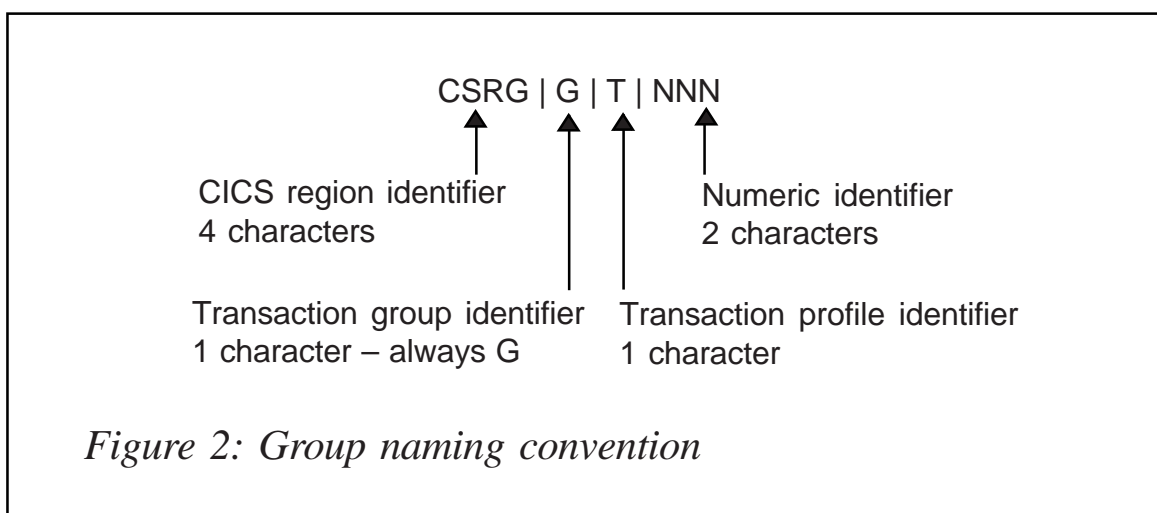 CSRG | G | T | NNN
CICS region identifier
4 characters
Numeric identifier
2 characters
Transaction group identifier
1 character – always G
Transaction profile identifier
1 character
Figure 2: Group naming convention